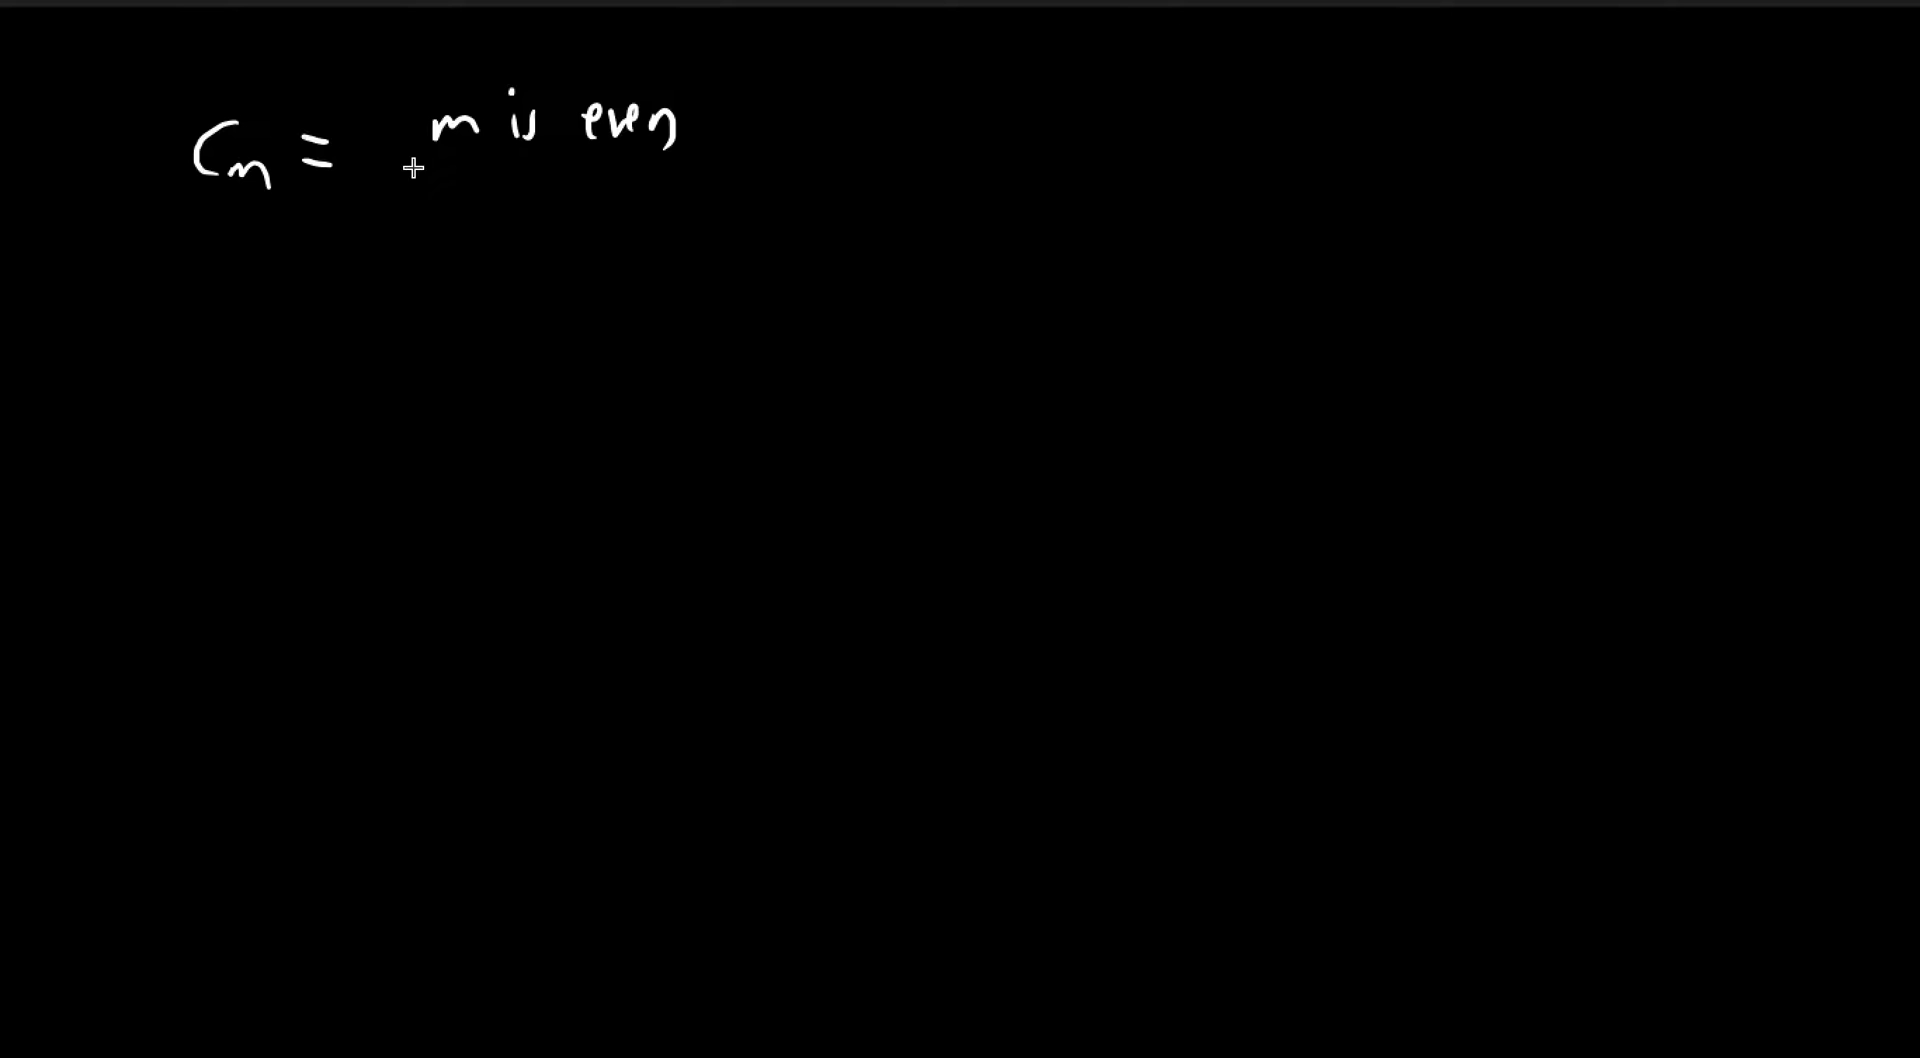 Cm = m is even